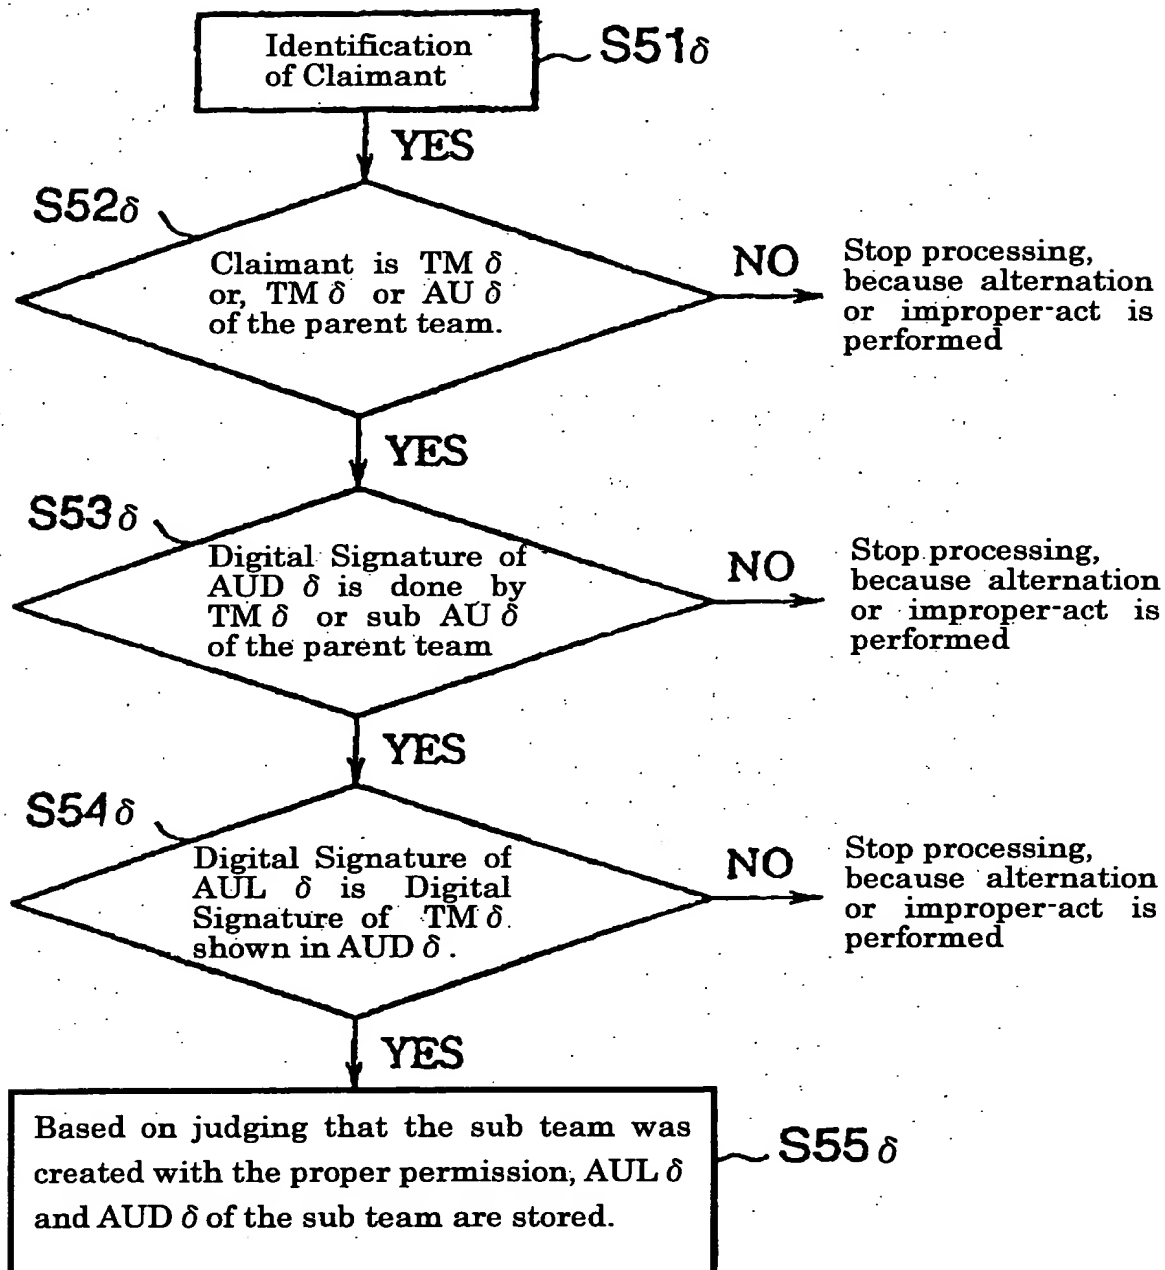 Identification
of Claimant
S51δ
YES
S52δ
Claimant is TM δ
or, TM δ or AU δ
of the parent team.
NO
Stop processing,
because alternation
or improper-act is
performed
YES
S53δ
Digital Signature of
AUD δ is done by
TM δ or sub AU δ
of the parent team
NO
Stop processing,
because alternation
or improper-act is
performed
YES
S54δ
Digital Signature of
AUL δ is Digital
Signature of TM δ
shown in AUD δ.
NO
Stop processing,
because alternation
or improper-act is
performed
YES
Based on judging that the sub team was
created with the proper permission, AUL δ
and AUD δ of the sub team are stored.
S55δ